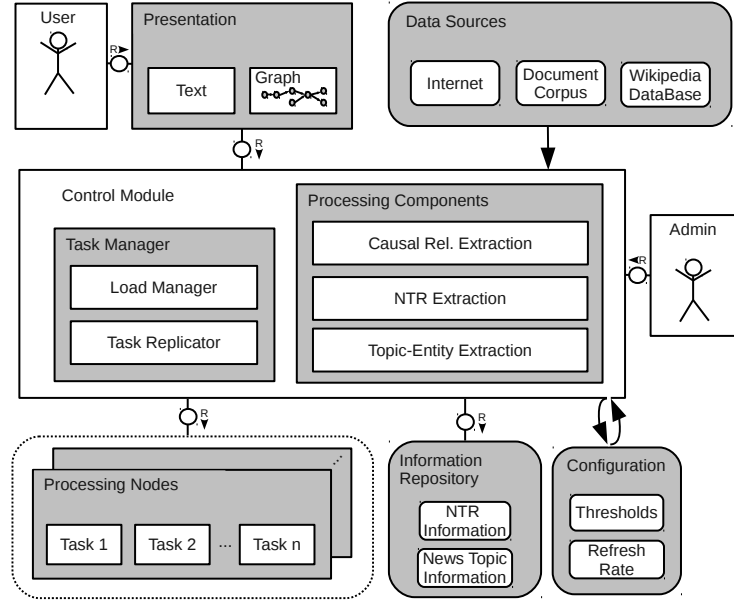 User
R
Presentation
Text
Graph
Data Sources
Internet
Document
Corpus
Wikipedia
DataBase
R
Control Module
Task Manager
Load Manager
Task Replicator
Processing Components
Causal Rel. Extraction
NTR Extraction
Topic-Entity Extraction
R
Admin
R
R
Processing Nodes
Task 1
Task 2
...
Task n
...
Information
Repository
NTR
Information
News Topic
Information
Configuration
Thresholds
Refresh
Rate